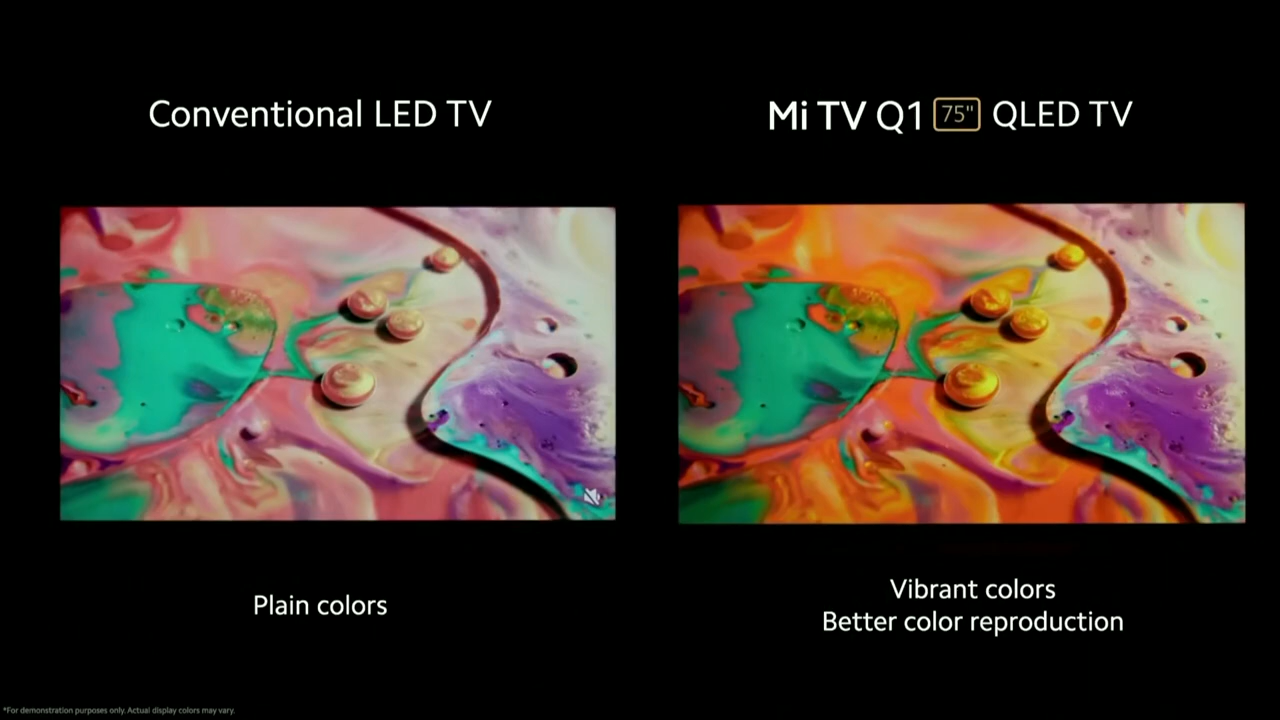 Conventional LED TV
Mi TV Q1 75" QLED TV
Plain colors
Vibrant colors
Better color reproduction
*For demonstration purposes only. Actual display colors may vary.